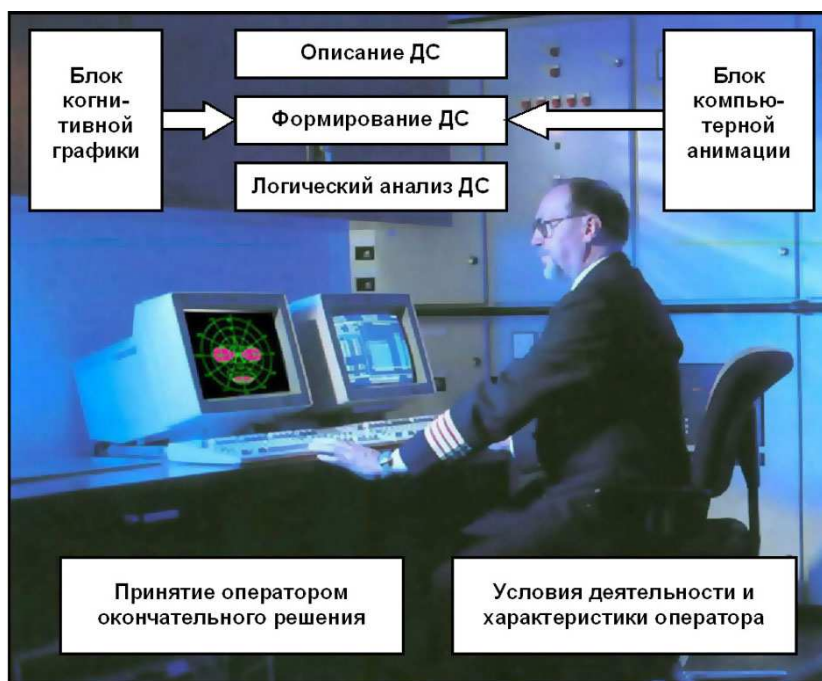 Описание ДС
Блок
когни-
тивной
графики
Формирование ДС
Блок
компью-
терной
анимации
Логический анализ ДС
Принятие оператором
окончательного решения
Условия деятельности и
характеристики оператора